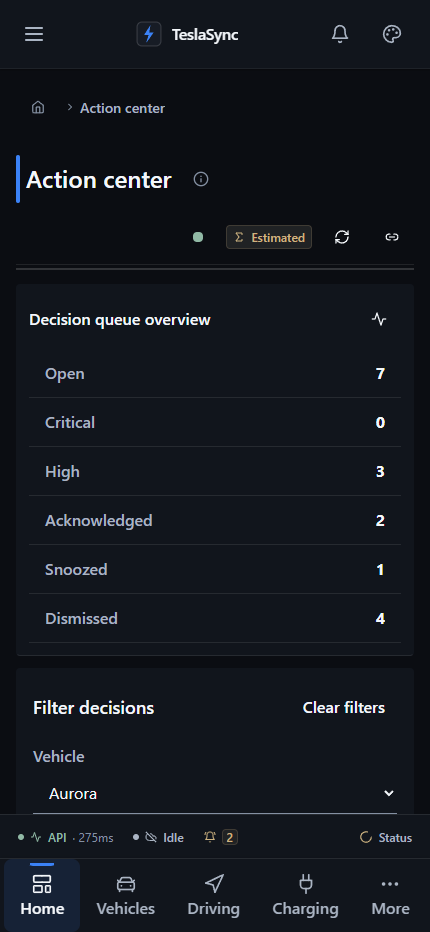 TeslaSync
Action center
Action center
Estimated
Decision queue overview
Open 7
Critical 0
High 3
Acknowledged 2
Snoozed 1
Dismissed 4
Filter decisions Clear filters
Vehicle
Aurora
API · 275ms Idle 2 Status
Home Vehicles Driving Charging More